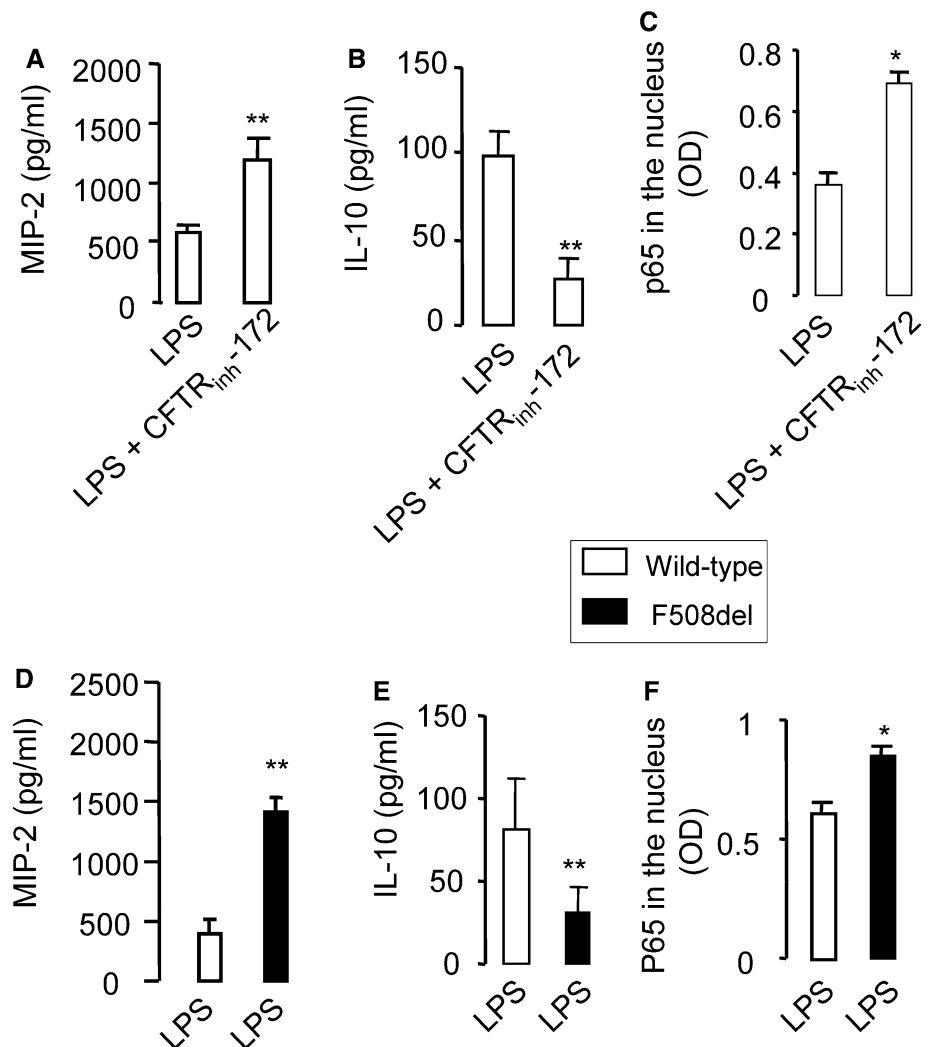 A
MIP-2 (pg/ml)
2000
1500
1000
500
0
**
LPS
LPS + CFTRinh-172
B
IL-10 (pg/ml)
150
100
50
0
**
LPS
LPS + CFTRinh-172
C
p65 in the nucleus
(OD)
0.8
0.6
0.4
0.2
0
*
LPS
LPS + CFTRinh-172
Wild-type
F508del
D
MIP-2 (pg/ml)
2500
2000
1500
1000
500
0
**
LPS
LPS
E
IL-10 (pg/ml)
150
100
50
0
**
LPS
LPS
F
P65 in the nucleus
(OD)
1
0.5
0
*
LPS
LPS